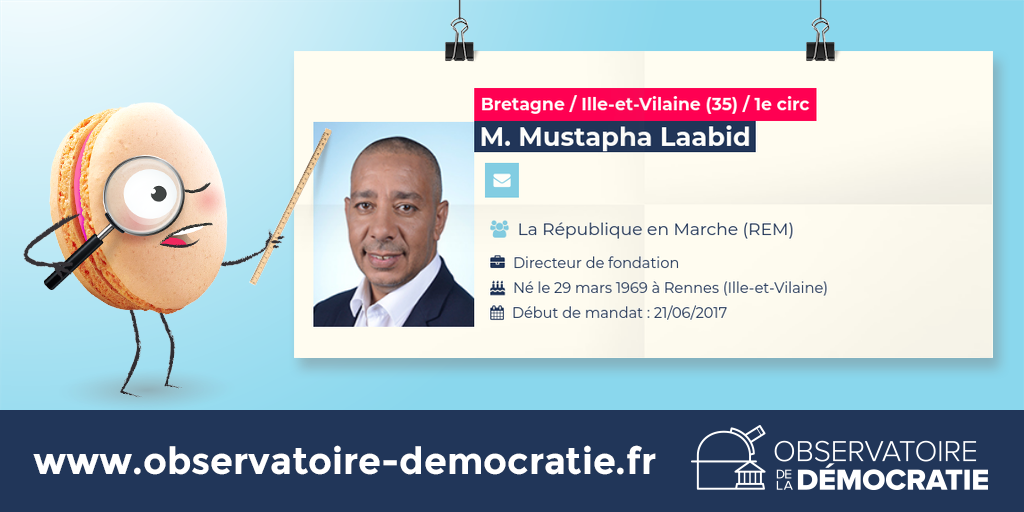 Bretagne / Ille-et-Vilaine (35) / 1e circ
M. Mustapha Laabid
La République en Marche (REM)
Directeur de fondation
Né le 29 mars 1969 à Rennes (Ille-et-Vilaine)
Début de mandat : 21/06/2017
www.observatoire-democratie.fr
OBSERVATOIRE
DE LA DÉMOCRATIE